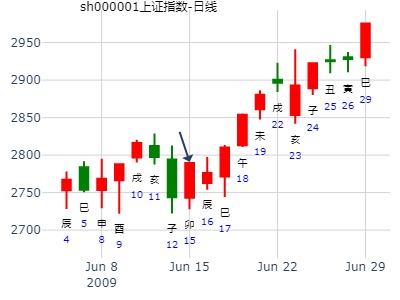 sh000001上证指数-日线
2950
2900
2850
2800
2750
2700
辰
4
巳
5
申
8
酉
9
戌
10
亥
11
子
12
卯
15
辰
16
巳
17
午
18
未
19
戌
22
亥
23
子
24
丑
25
寅
26
巳
29
Jun 8
2009
Jun 15
Jun 22
Jun 29